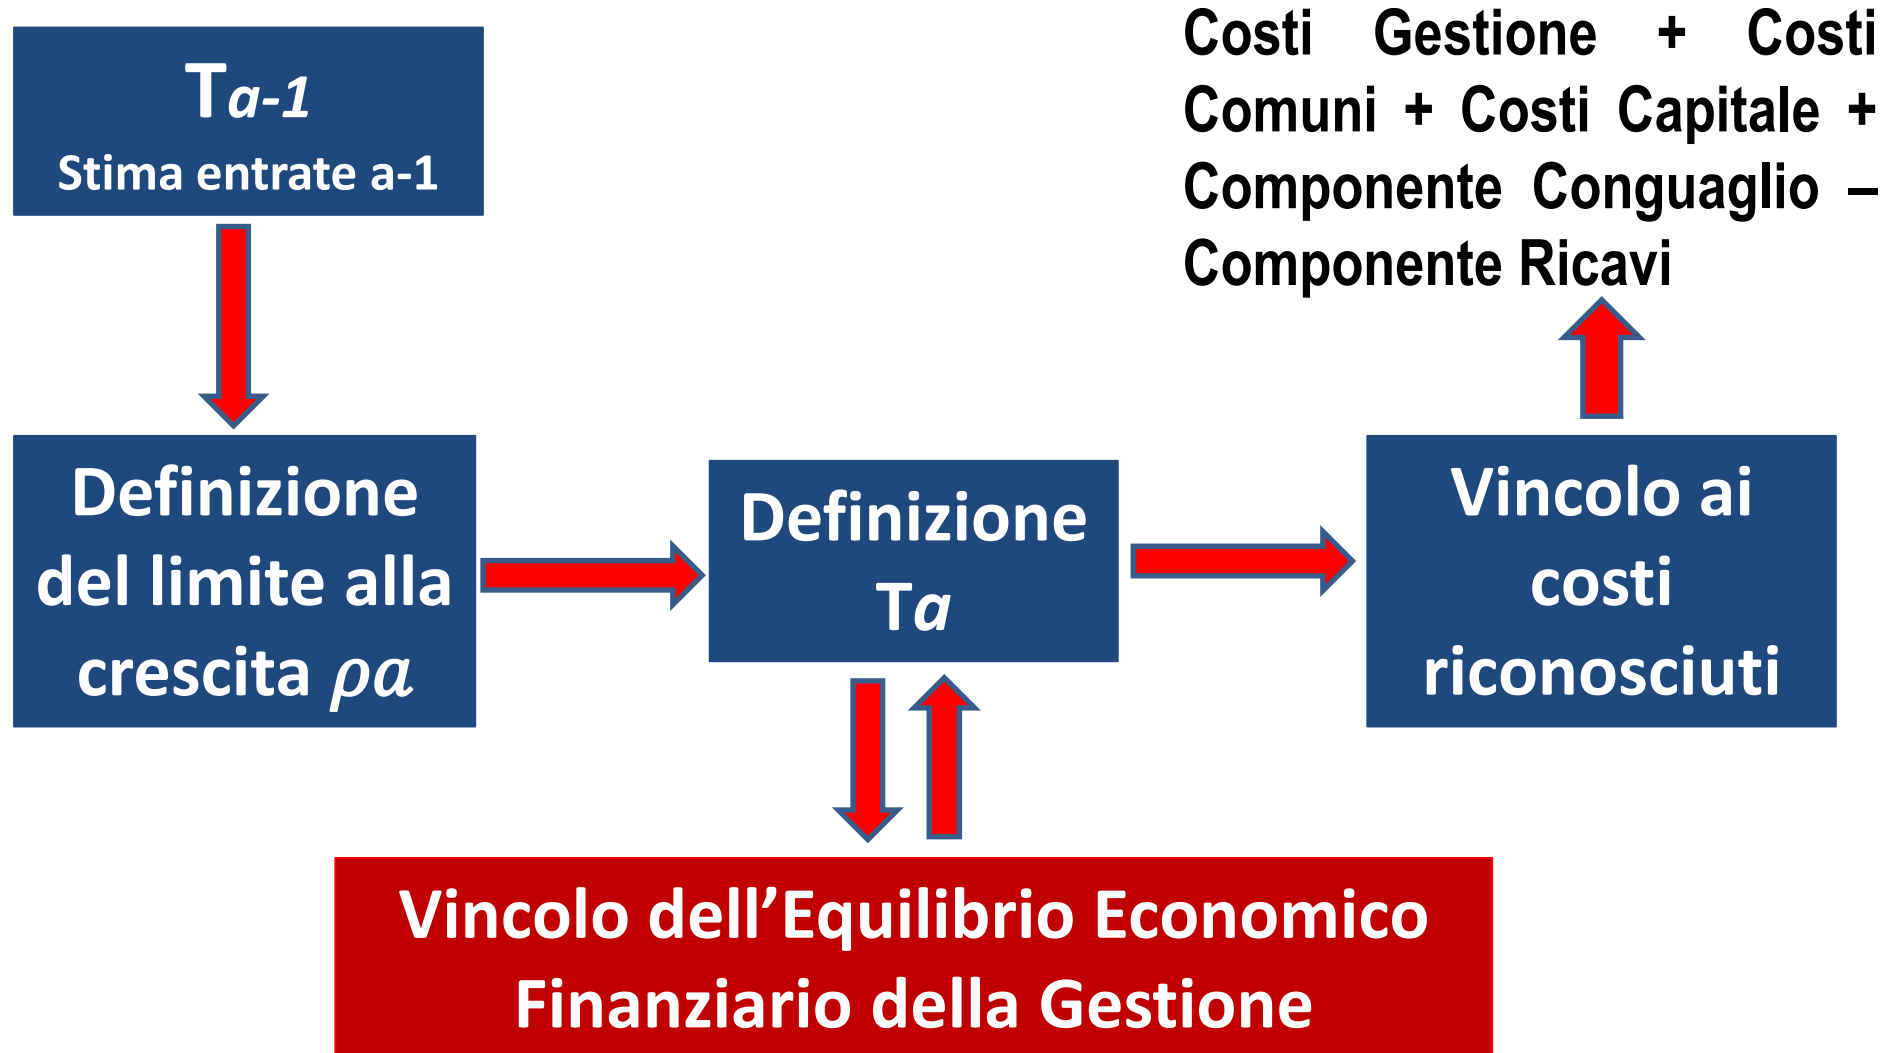 Ta-1
Stima entrate a-1
Costi Gestione + Costi
Comuni + Costi Capitale +
Componente Conguaglio –
Componente Ricavi
Definizione
del limite alla
crescita ρa
Definizione
Ta
Vincolo ai
costi
riconosciuti
Vincolo dell’Equilibrio Economico
Finanziario della Gestione